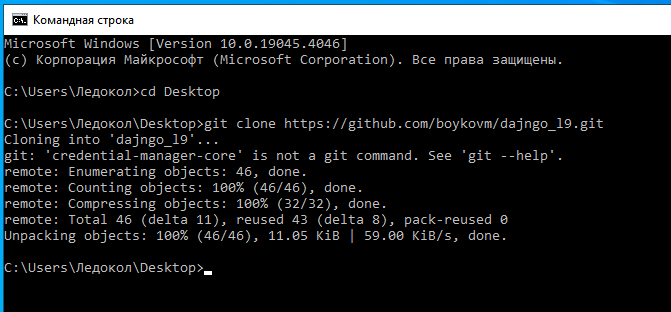 Командная строка
Microsoft Windows [Version 10.0.19045.4046]
(c) Корпорация Майкрософт (Microsoft Corporation). Все права защищены.
C:\Users\Ледокол>cd Desktop
C:\Users\Ледокол\Desktop>git clone https://github.com/boykovm/dajngo_l9.git
Cloning into 'dajngo_l9'...
git: 'credential-manager-core' is not a git command. See 'git --help'.
remote: Enumerating objects: 46, done.
remote: Counting objects: 100% (46/46), done.
remote: Compressing objects: 100% (32/32), done.
remote: Total 46 (delta 11), reused 43 (delta 8), pack-reused 0
Unpacking objects: 100% (46/46), 11.05 KiB | 59.00 KiB/s, done.
C:\Users\Ледокол\Desktop>